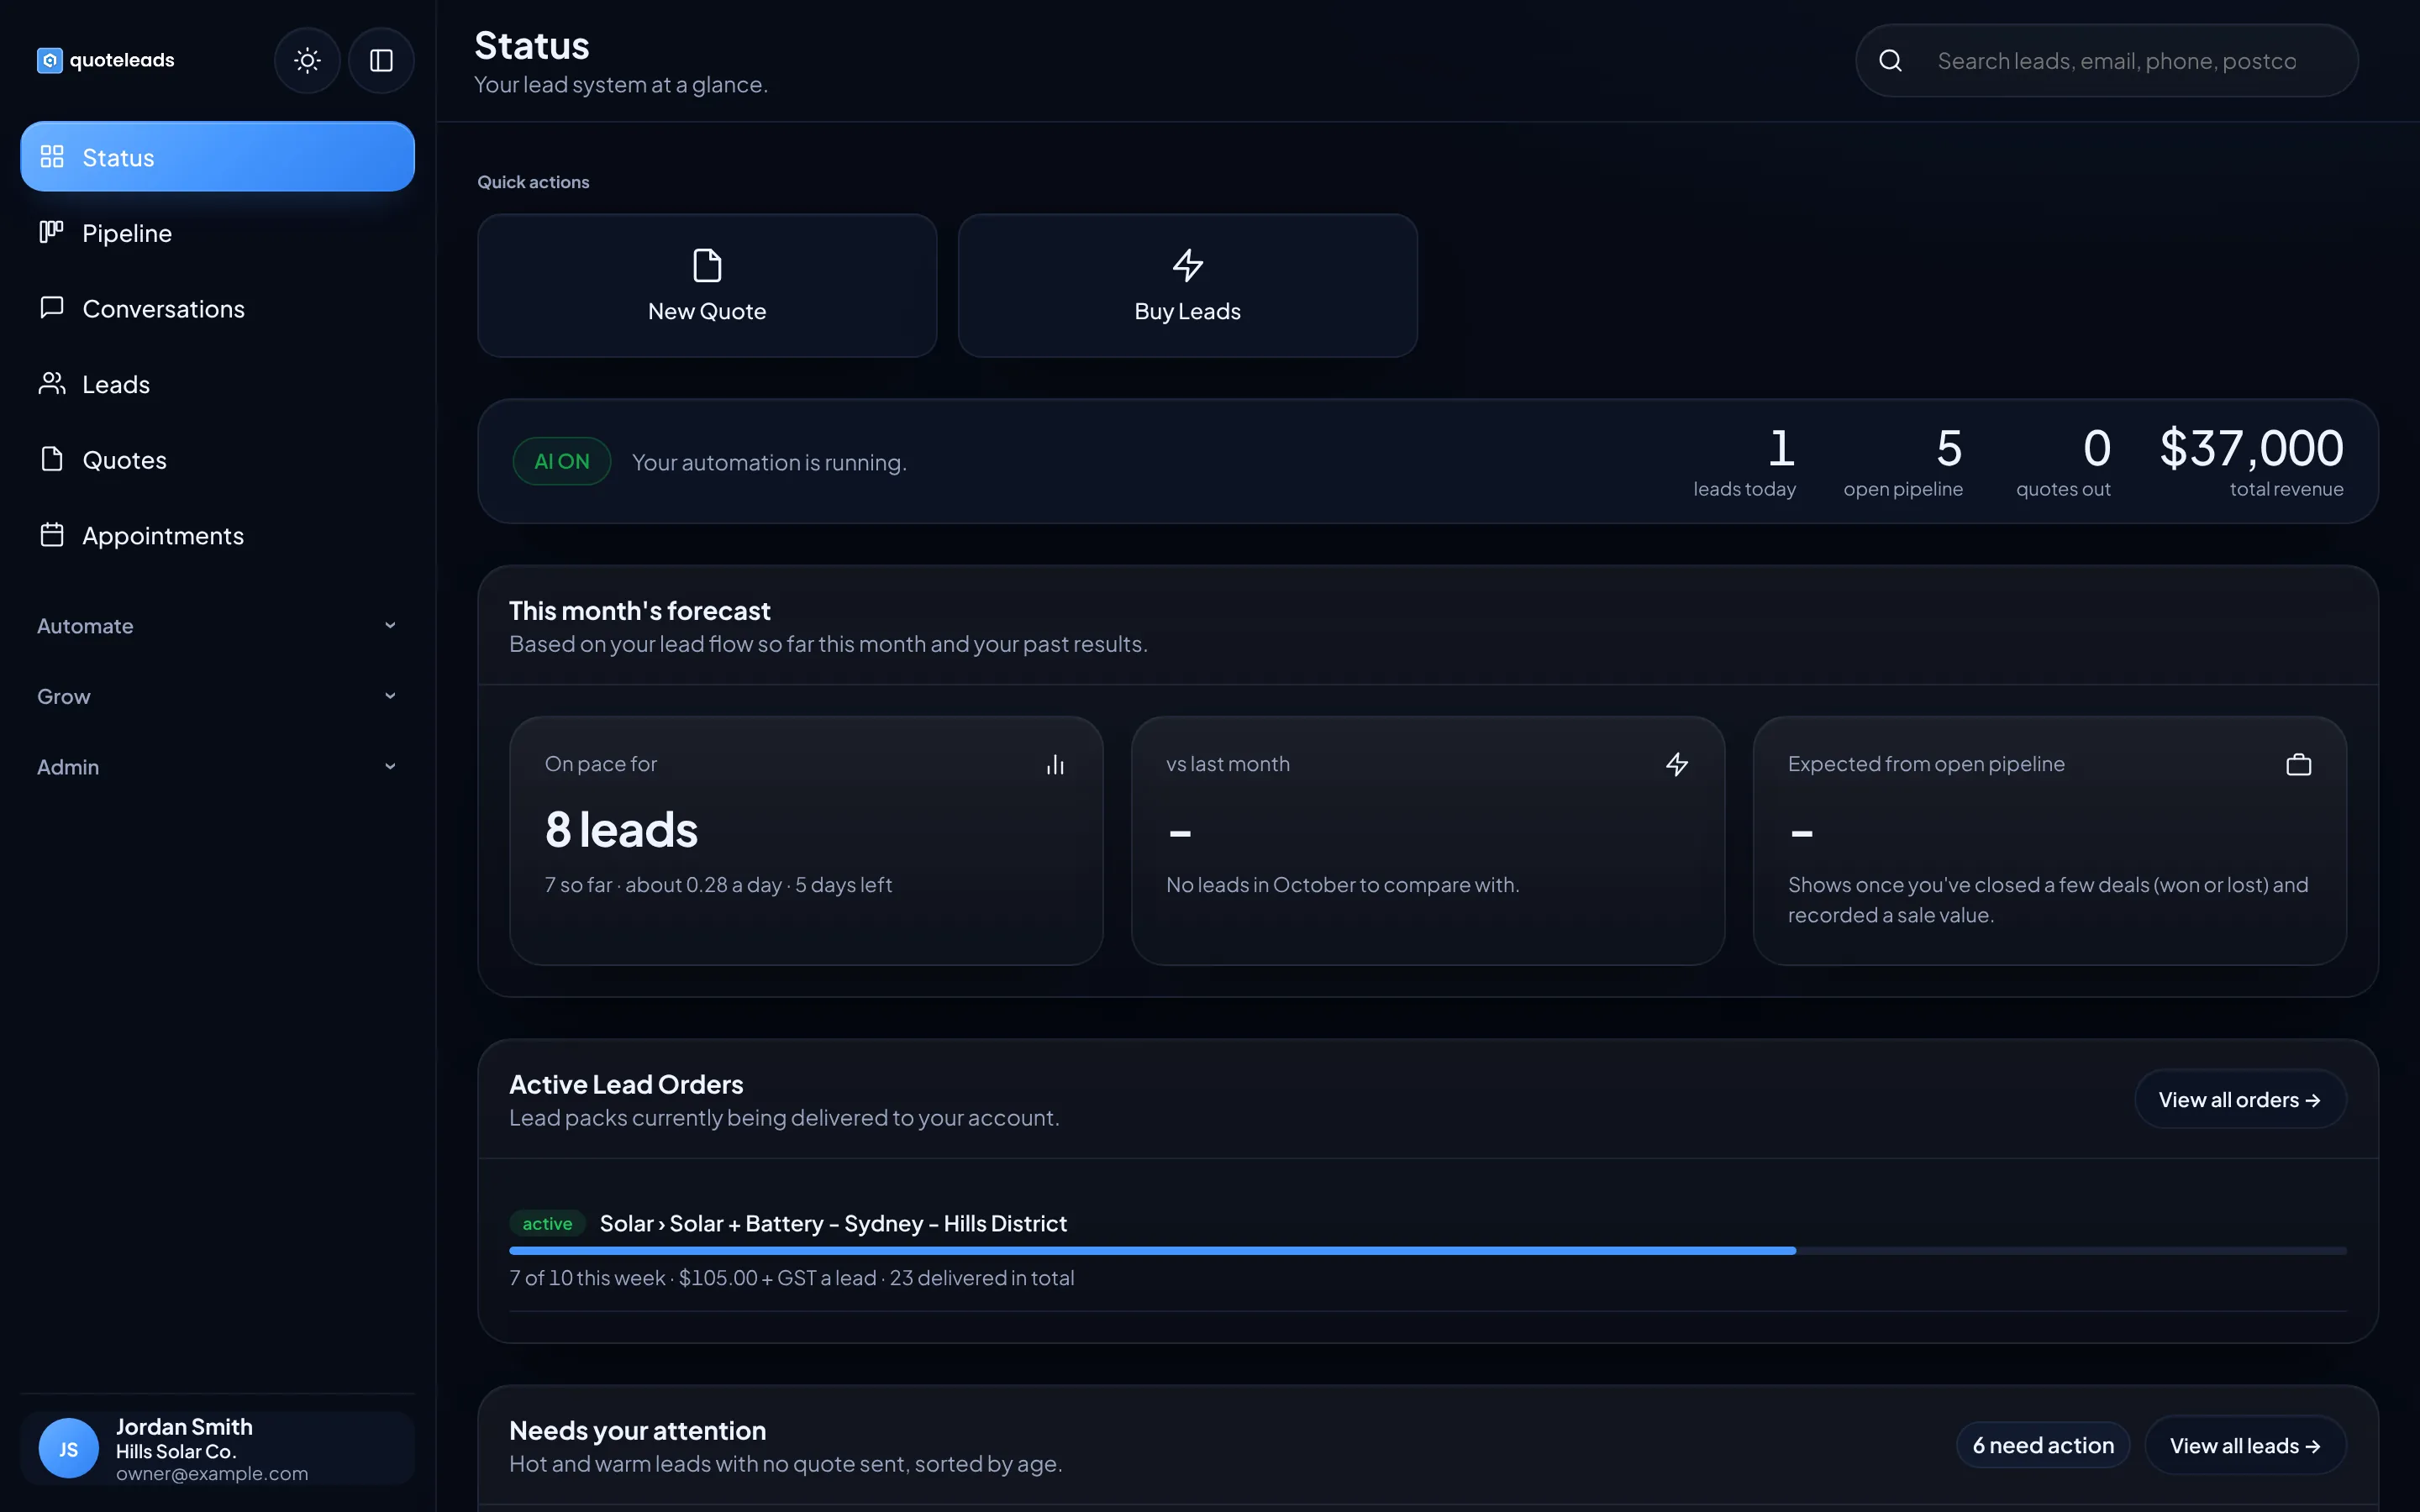 quoteleads
Status
Pipeline
Conversations
Leads
Quotes
Appointments
Automate
Grow
Admin
JS
Jordan Smith
Hills Solar Co.
owner@example.com
Status
Your lead system at a glance.
Search leads, email, phone, postco
Quick actions
New Quote
Buy Leads
AI ON
Your automation is running.
1
leads today
5
open pipeline
0
quotes out
$37,000
total revenue
This month's forecast
Based on your lead flow so far this month and your past results.
On pace for
8 leads
7 so far · about 0.28 a day · 5 days left
vs last month
–
No leads in October to compare with.
Expected from open pipeline
–
Shows once you've closed a few deals (won or lost) and
recorded a sale value.
Active Lead Orders
Lead packs currently being delivered to your account.
View all orders →
active
Solar › Solar + Battery – Sydney – Hills District
7 of 10 this week · $105.00 + GST a lead · 23 delivered in total
Needs your attention
Hot and warm leads with no quote sent, sorted by age.
6 need action
View all leads →